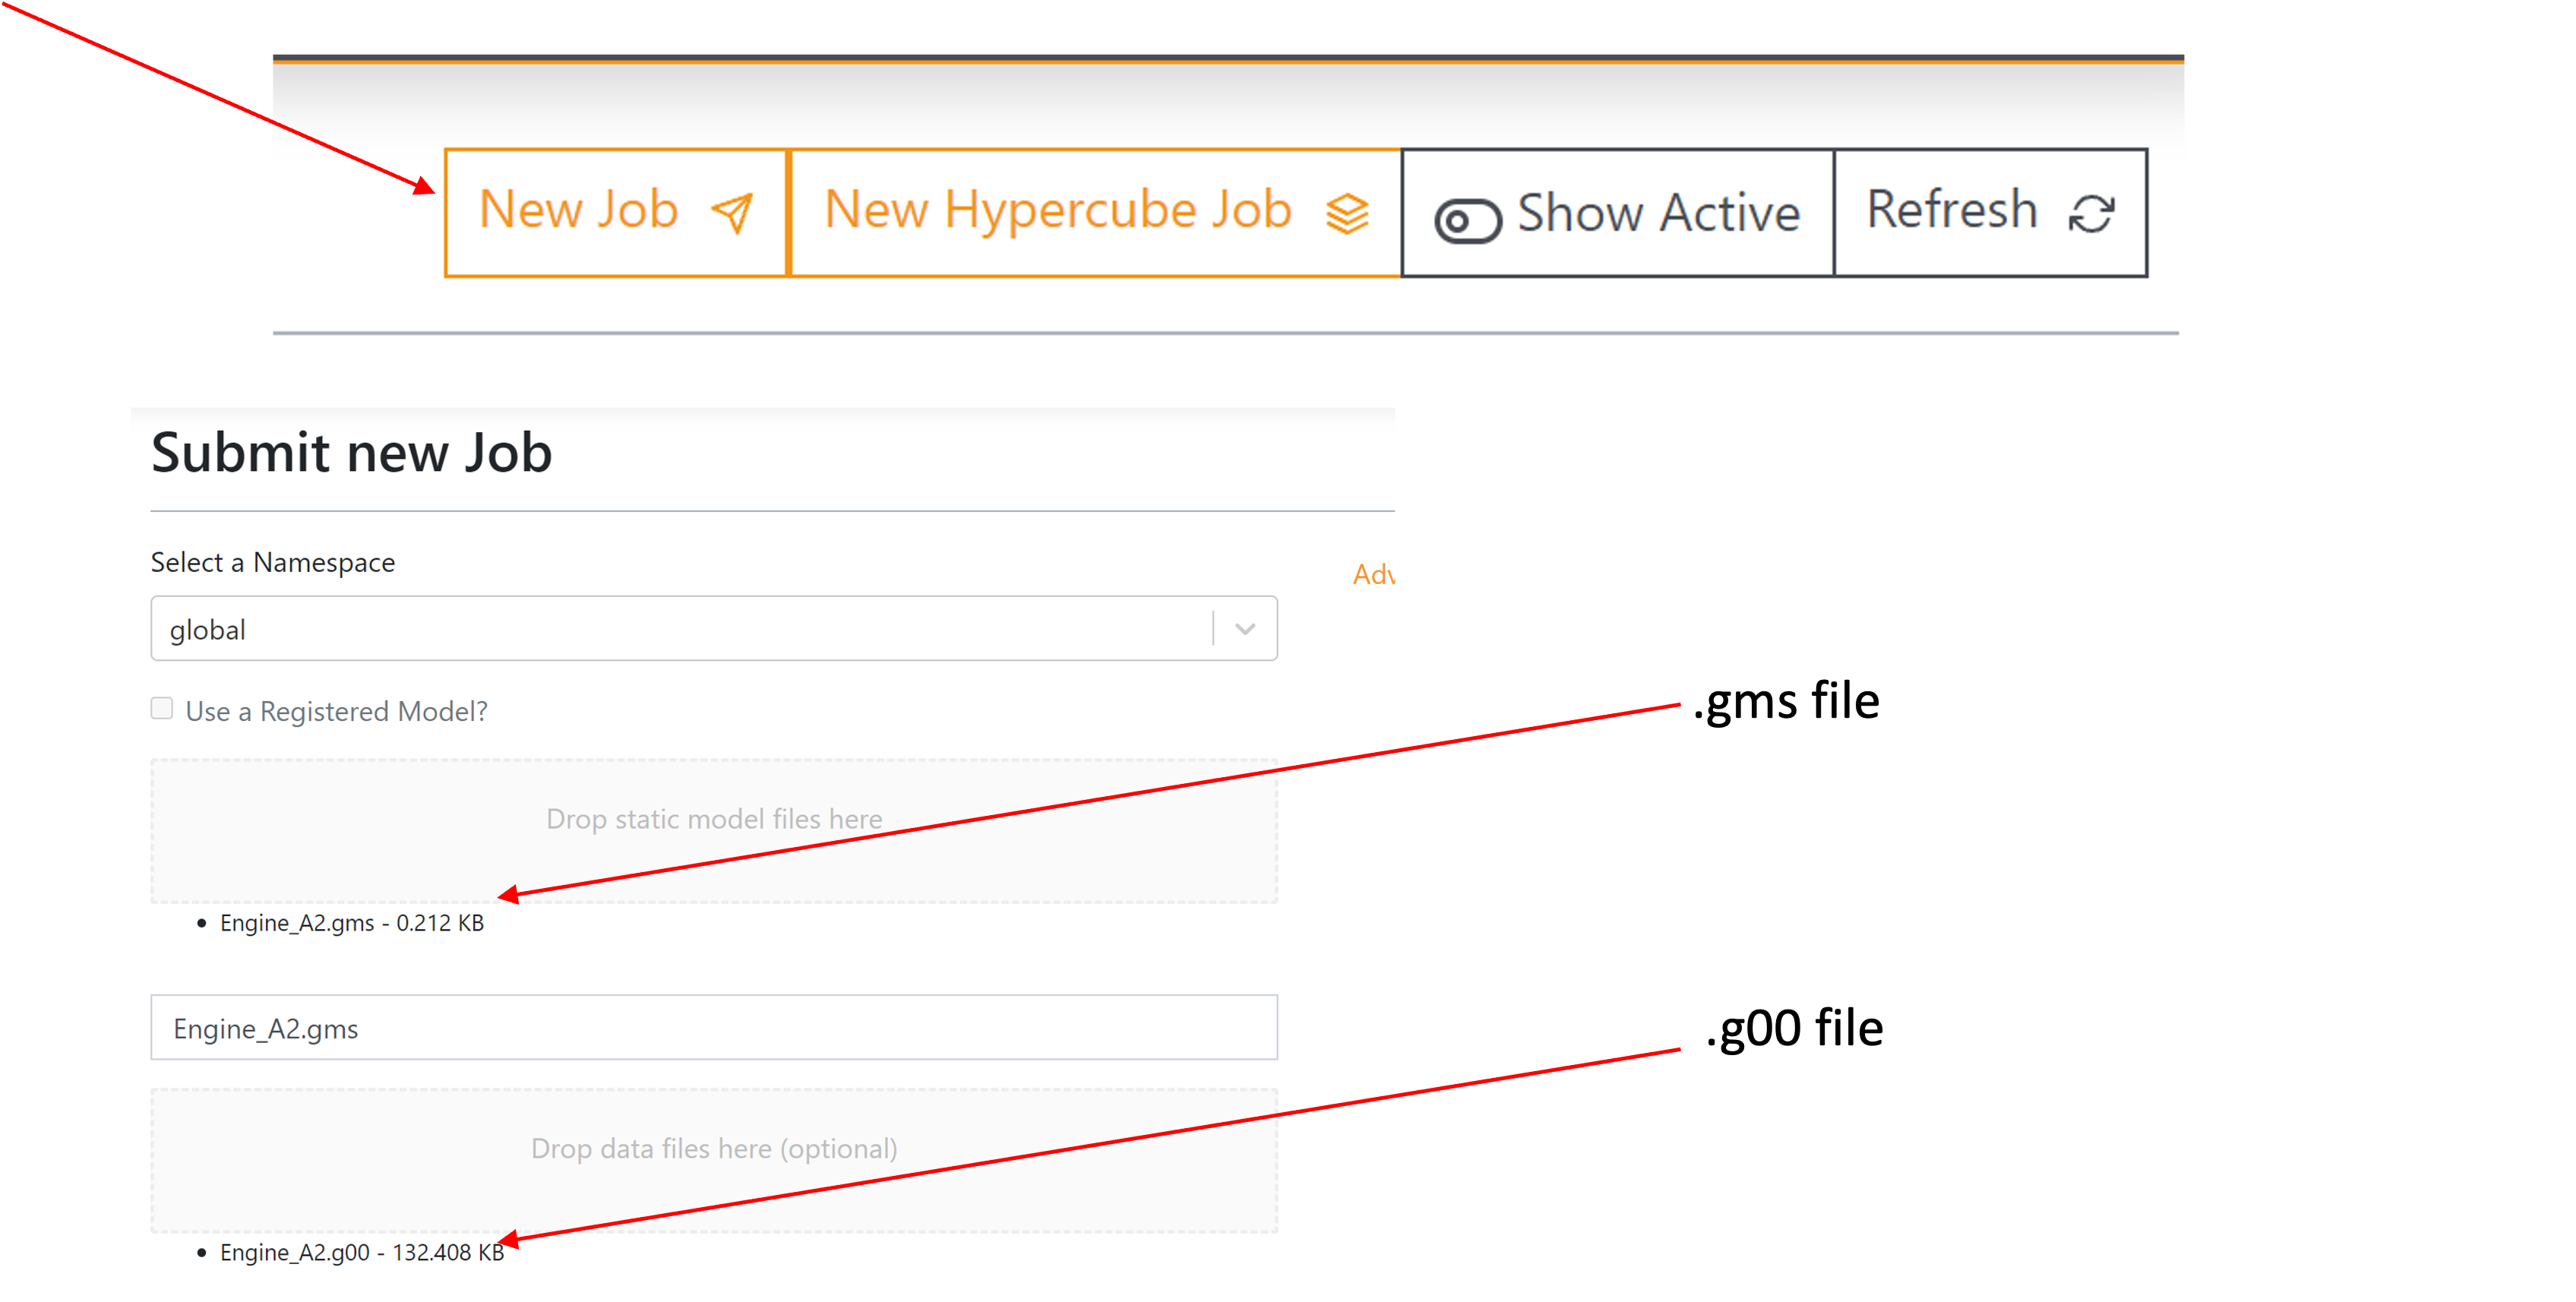 New Job New Hypercube Job Show Active Refresh
Submit new Job
Select a Namespace
Adv
global
Use a Registered Model?
.gms file
Drop static model files here
• Engine_A2.gms - 0.212 KB
Engine_A2.gms
.g00 file
Drop data files here (optional)
• Engine_A2.g00 - 132.408 KB